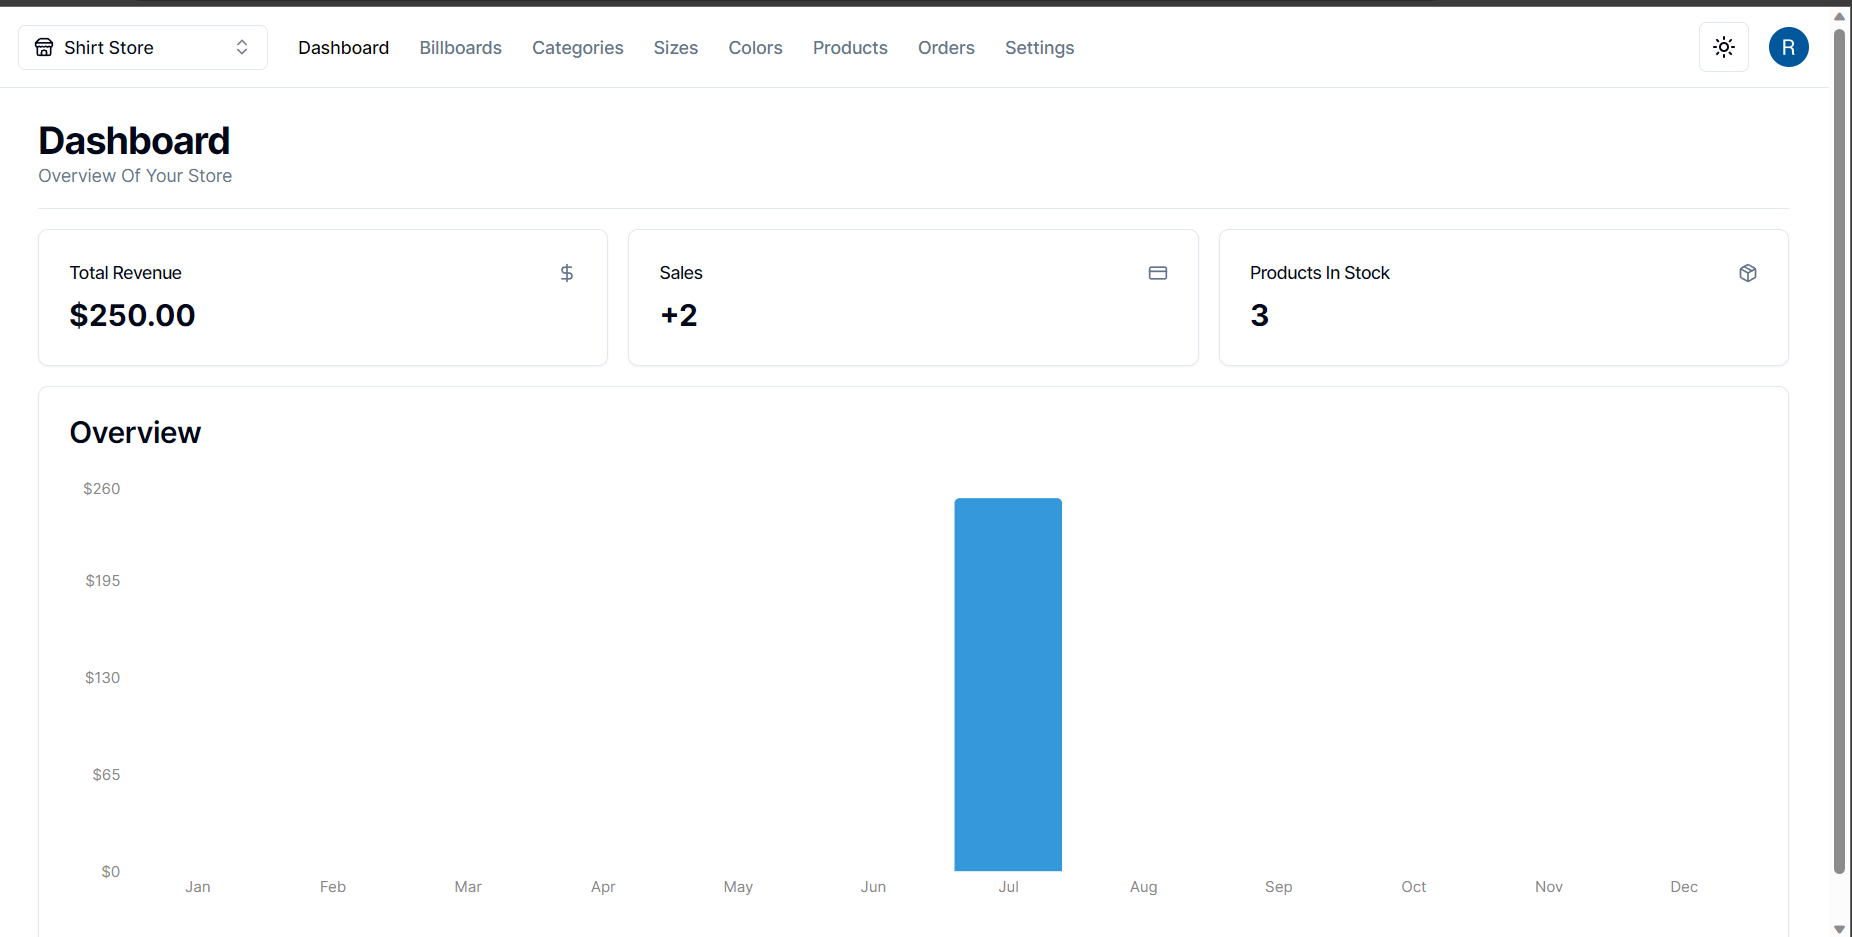 Shirt Store Dashboard Billboards Categories Sizes Colors Products Orders Settings R
Dashboard
Overview Of Your Store
Total Revenue
$250.00
Sales
+2
Products In Stock
3
Overview
$260
$195
$130
$65
$0
Jan Feb Mar Apr May Jun Jul Aug Sep Oct Nov Dec